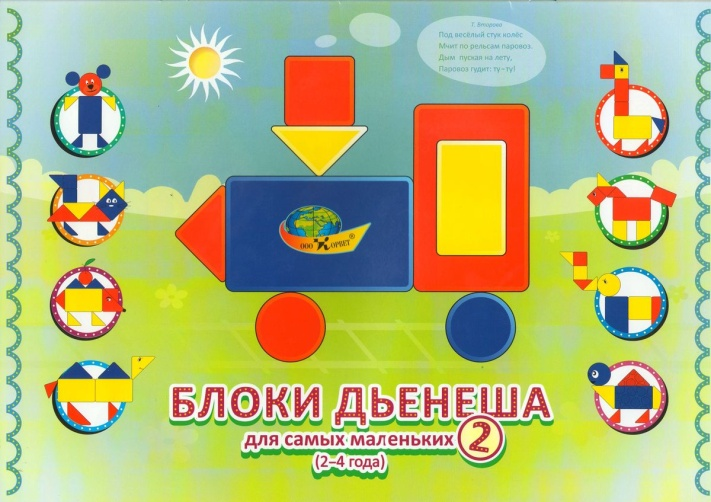 Т. Второва
Под весёлый стук колёс
Мчит по рельсам паровоз.
Дым пуская на лету,
Паровоз гудит: ту-ту!
ООО КОРВЕТ®
БЛОКИ ДЬЕНЕША
для самых маленьких 2
(2-4 года)